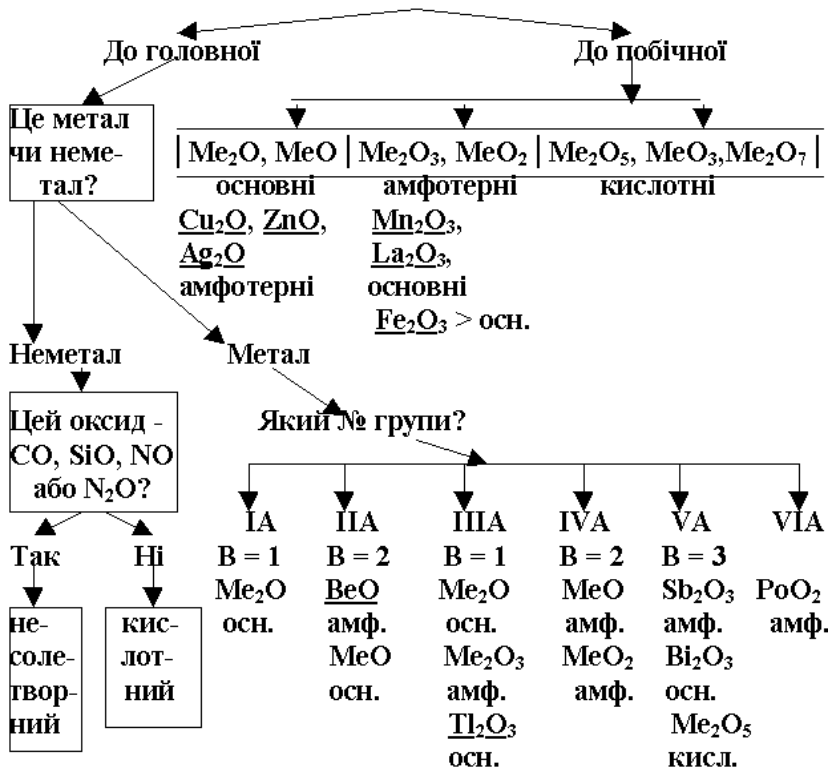 До головної
До побічної
Це метал
чи неме-
тал?
| Me₂O, MeO | Me₂O₃, MeO₂ | Me₂O₅, MeO₃,Me₂O₇ |
основні амфотерні кислотні
Cu₂O, ZnO,
Ag₂O
амфотерні
Mn₂O₃,
La₂O₃,
основні
Fe₂O₃ > осн.
Неметал
Метал
Цей оксид -
CO, SiO, NO
або N₂O?
Який № групи?
Так
Ні
не-
соле-
твор-
ний
кис-
лот-
ний
IA IIA IIIA IVA VA VIA
B = 1 B = 2 B = 1 B = 2 B = 3
Me₂O BeO Me₂O MeO Sb₂O₃ PoO₂
осн. амф. осн. амф. амф. амф.
MeO Me₂O₃ MeO₂ Bi₂O₃
осн. амф. амф. осн.
Tl₂O₃ Me₂O₅
осн. кисл.